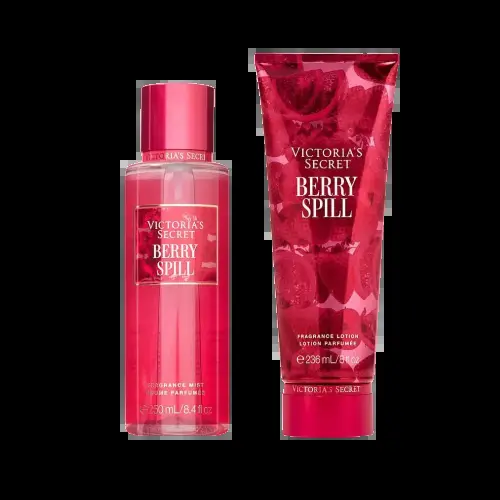 VICTORIA'S SECRET
VICTORIA'S
SECRET
BERRY
SPILL
FRAGRANCE MIST
BRUME PARFUMÉE
℮250 mL/8.4 fl oz
VICTORIA'S
SECRET
BERRY
SPILL
FRAGRANCE LOTION
LOTION PARFUMÉE
℮236 mL/8 fl oz
VICTORIA'S SECRET